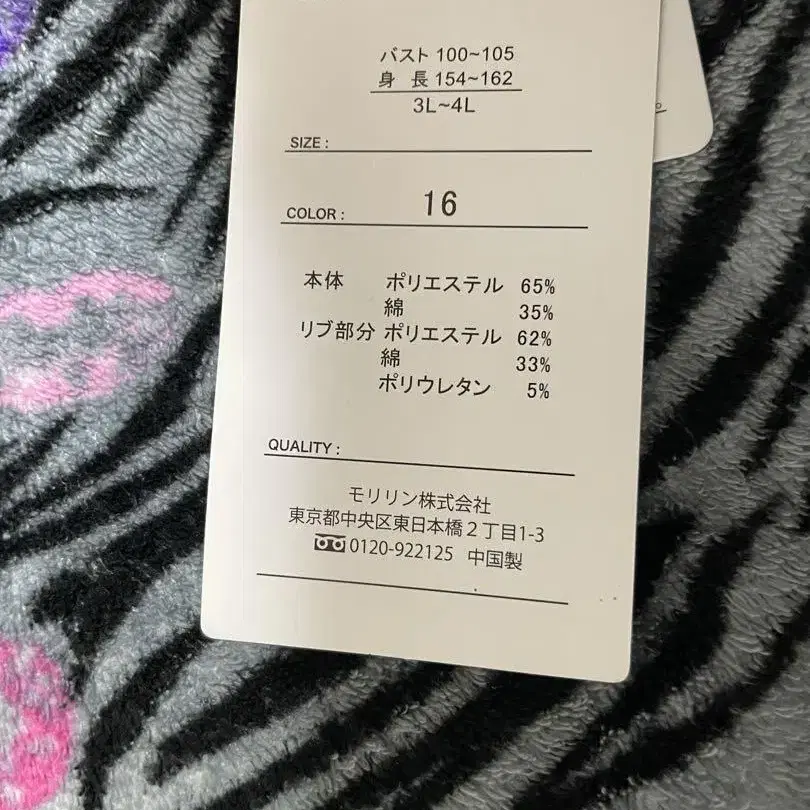 バスト 100~105
身 長 154~162
3L~4L
SIZE :
COLOR : 16
本体 ポリエステル 65%
綿 35%
リブ部分 ポリエステル 62%
綿 33%
ポリウレタン 5%
QUALITY :
モリリン株式会社
東京都中央区東日本橋2丁目1-3
0120-922125 中国製